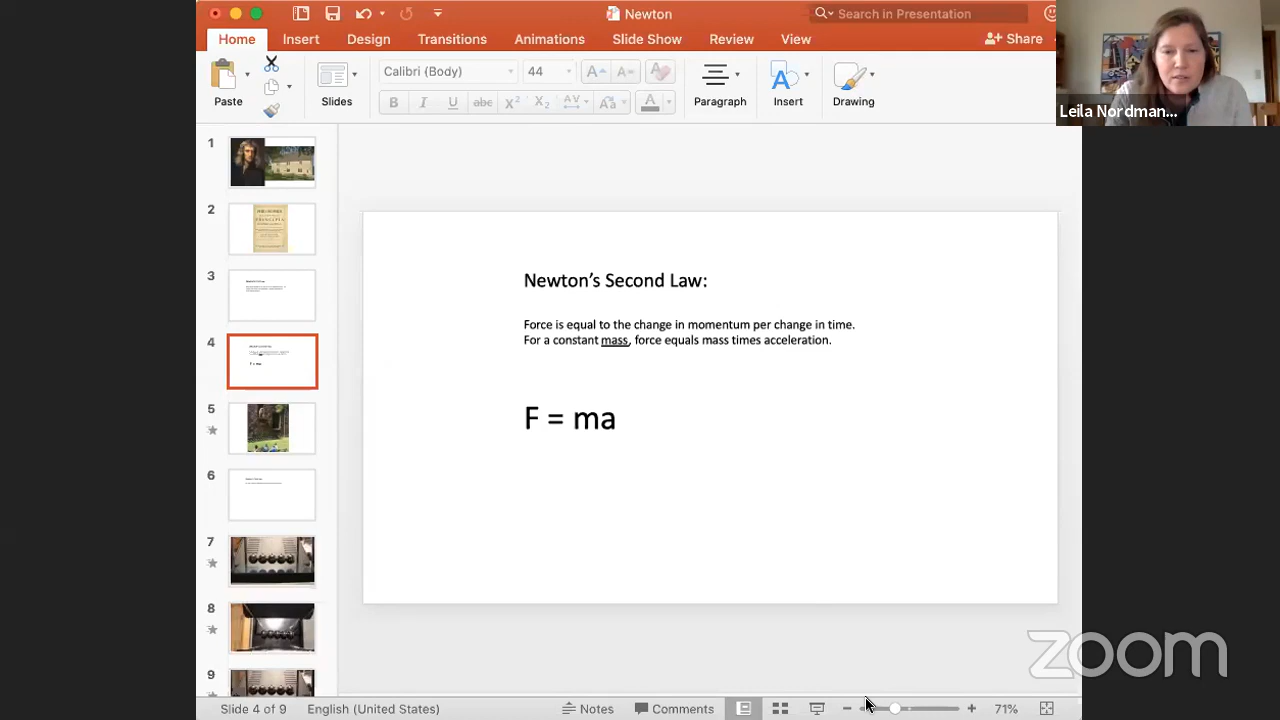 Newton
Search in Presentation
Home
Insert
Design
Transitions
Animations
Slide Show
Review
View
Share
Paste
Slides
Calibri (Body)
44
Paragraph
Insert
Drawing
Leila Nordman...
1
2
3
4
5
6
7
8
9
Newton’s Second Law:
Force is equal to the change in momentum per change in time.
For a constant mass, force equals mass times acceleration.
F = ma
zoom
Slide 4 of 9
English (United States)
Notes
Comments
71%